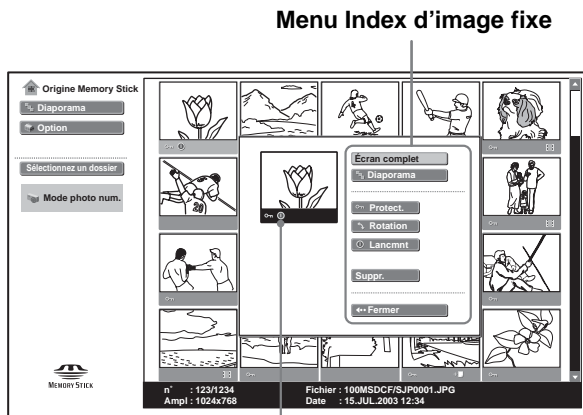 Menu Index d’image fixe
Origine Memory Stick
Diaporama
Option
Sélectionnez un dossier
Mode photo num.
MEMORY STICK
20
Écran complet
Diaporama
Protect.
Rotation
Lancmnt
Suppr.
Fermer
n° : 123/1234
Ampl : 1024x768
Fichier : 100MSDCF/SJP0001.JPG
Date : 15.JUL.2003 12:34